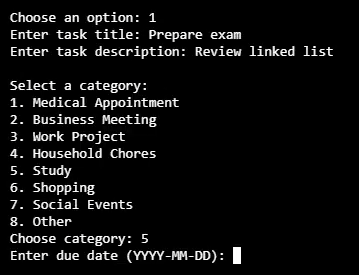 Choose an option: 1
Enter task title: Prepare exam
Enter task description: Review linked list
Select a category:
1. Medical Appointment
2. Business Meeting
3. Work Project
4. Household Chores
5. Study
6. Shopping
7. Social Events
8. Other
Choose category: 5
Enter due date (YYYY-MM-DD):